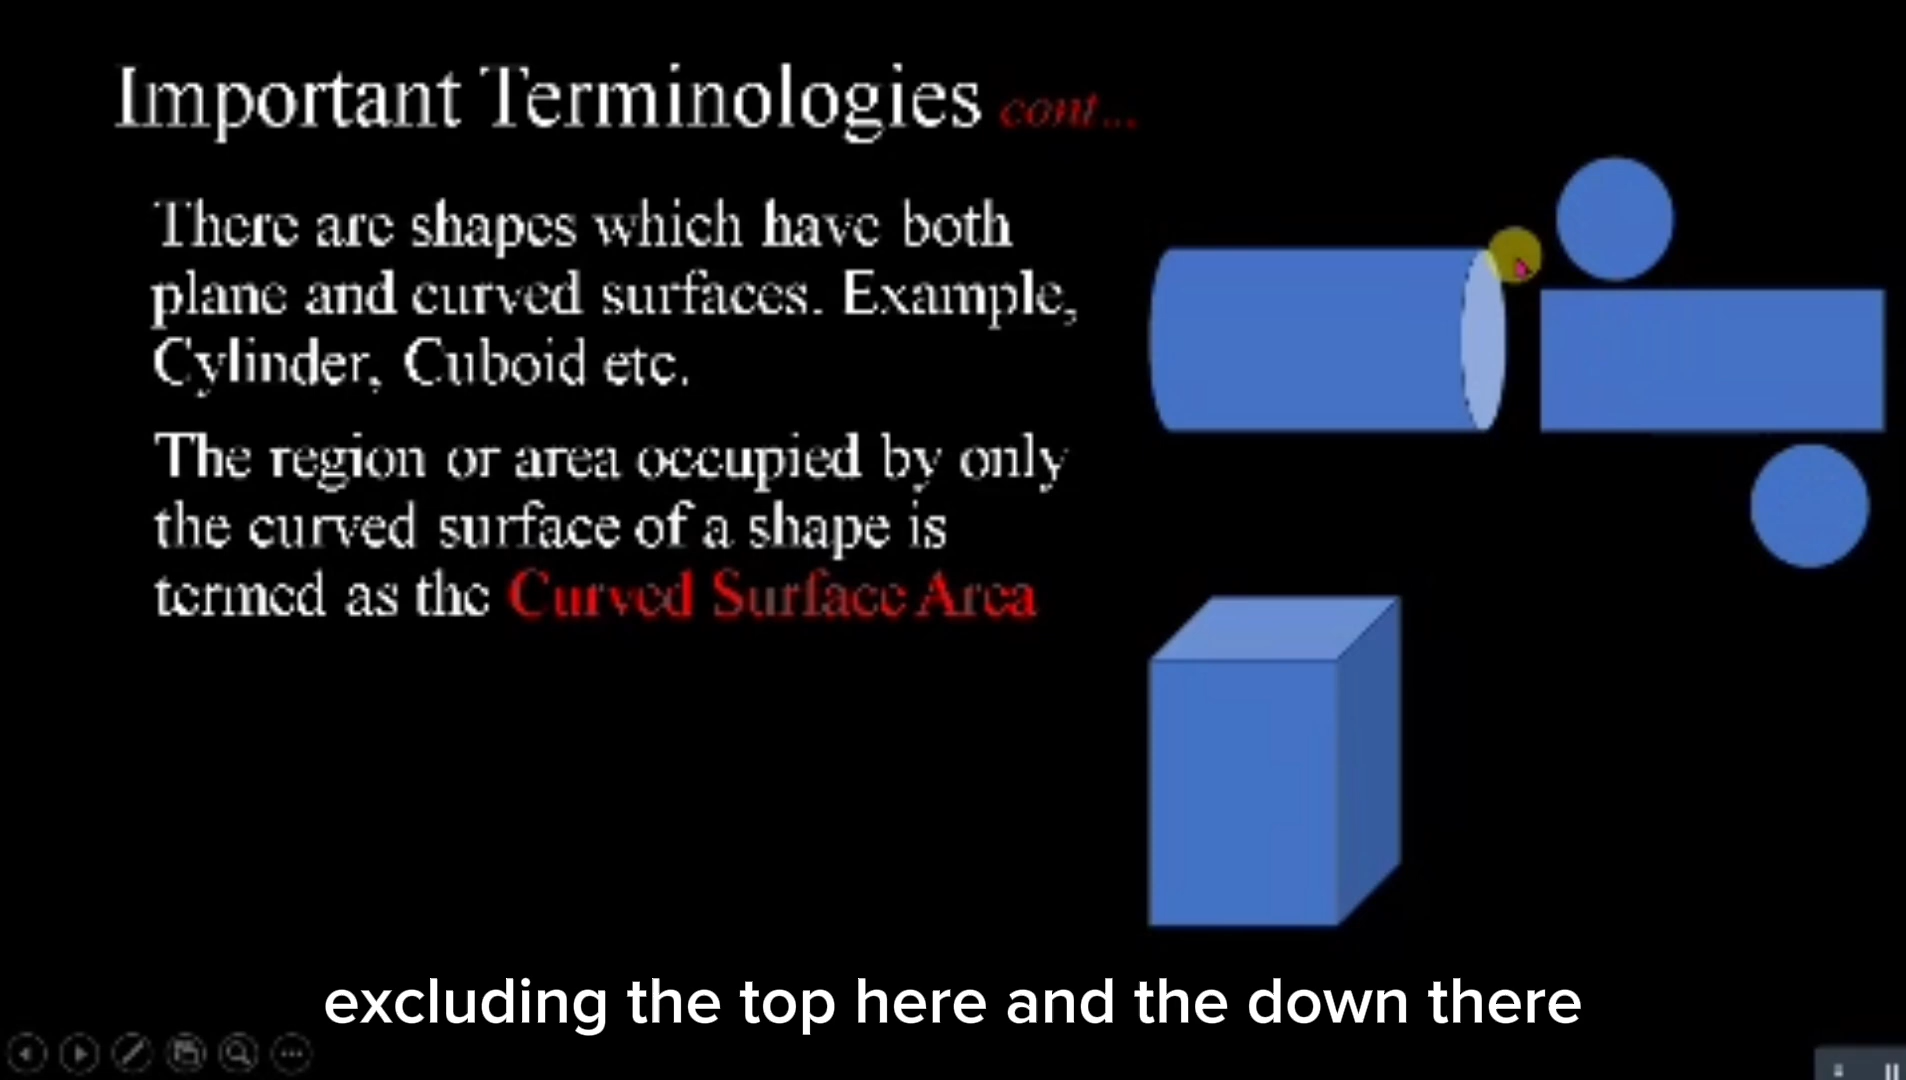 Important Terminologies cont...
There are shapes which have both
plane and curved surfaces. Example,
Cylinder, Cuboid etc.
The region or area occupied by only
the curved surface of a shape is
termed as the Curved Surface Area
excluding the top here and the down there